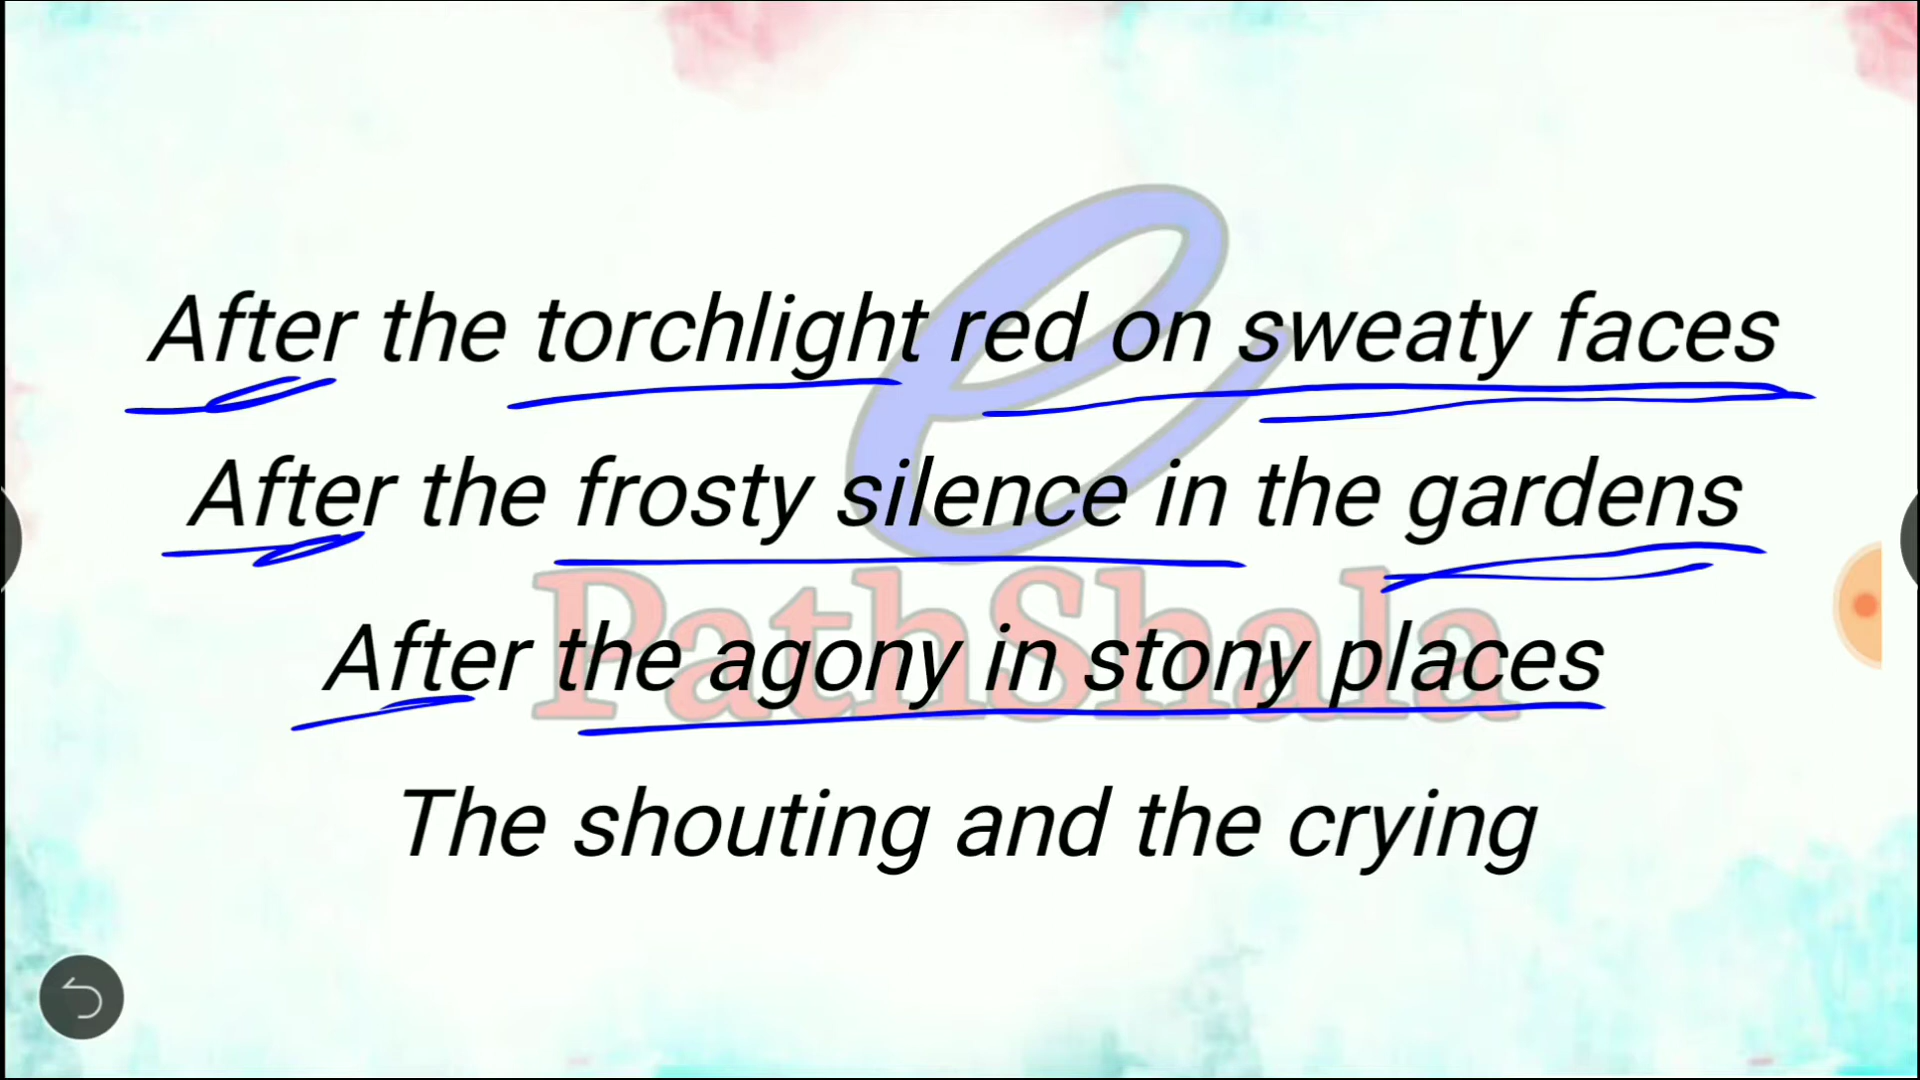 After the torchlight red on sweaty faces
After the frosty silence in the gardens
After the agony in stony places
The shouting and the crying
e
PathShala